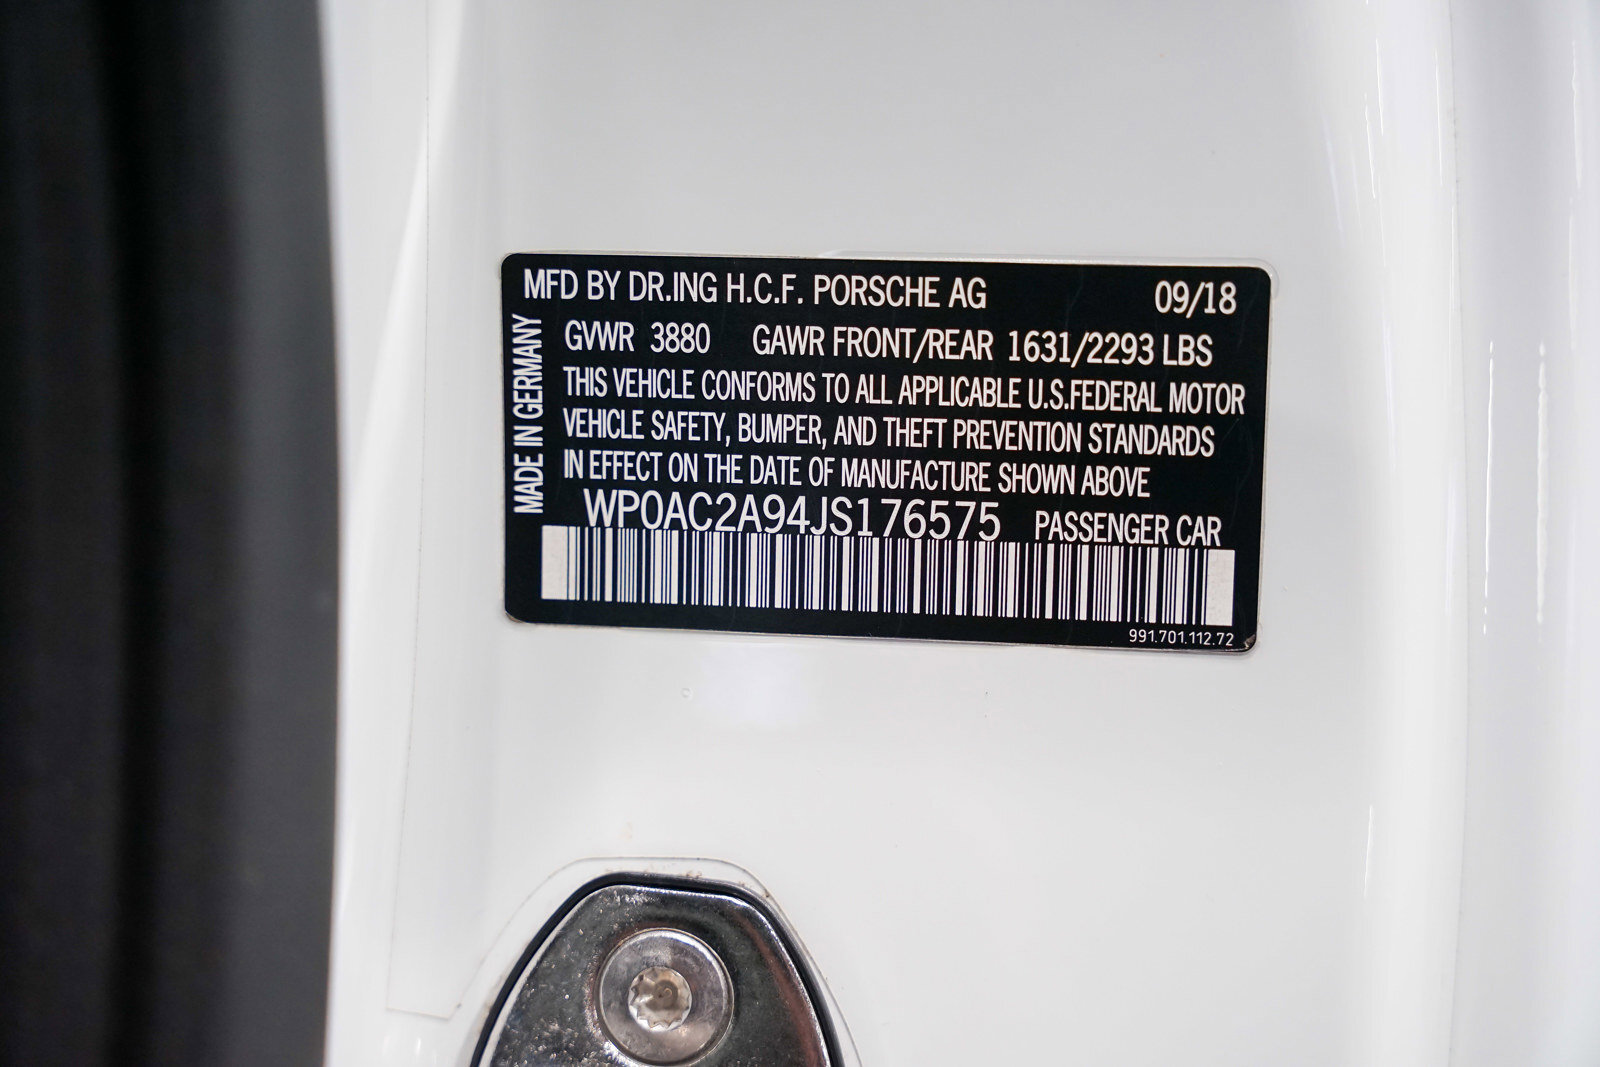 MFD BY DR.ING H.C.F. PORSCHE AG 09/18
GVWR 3880 GAWR FRONT/REAR 1631/2293 LBS
THIS VEHICLE CONFORMS TO ALL APPLICABLE U.S.FEDERAL MOTOR
VEHICLE SAFETY, BUMPER, AND THEFT PREVENTION STANDARDS
IN EFFECT ON THE DATE OF MANUFACTURE SHOWN ABOVE
WP0AC2A94JS176575 PASSENGER CAR
991.701.112.72
MADE IN GERMANY